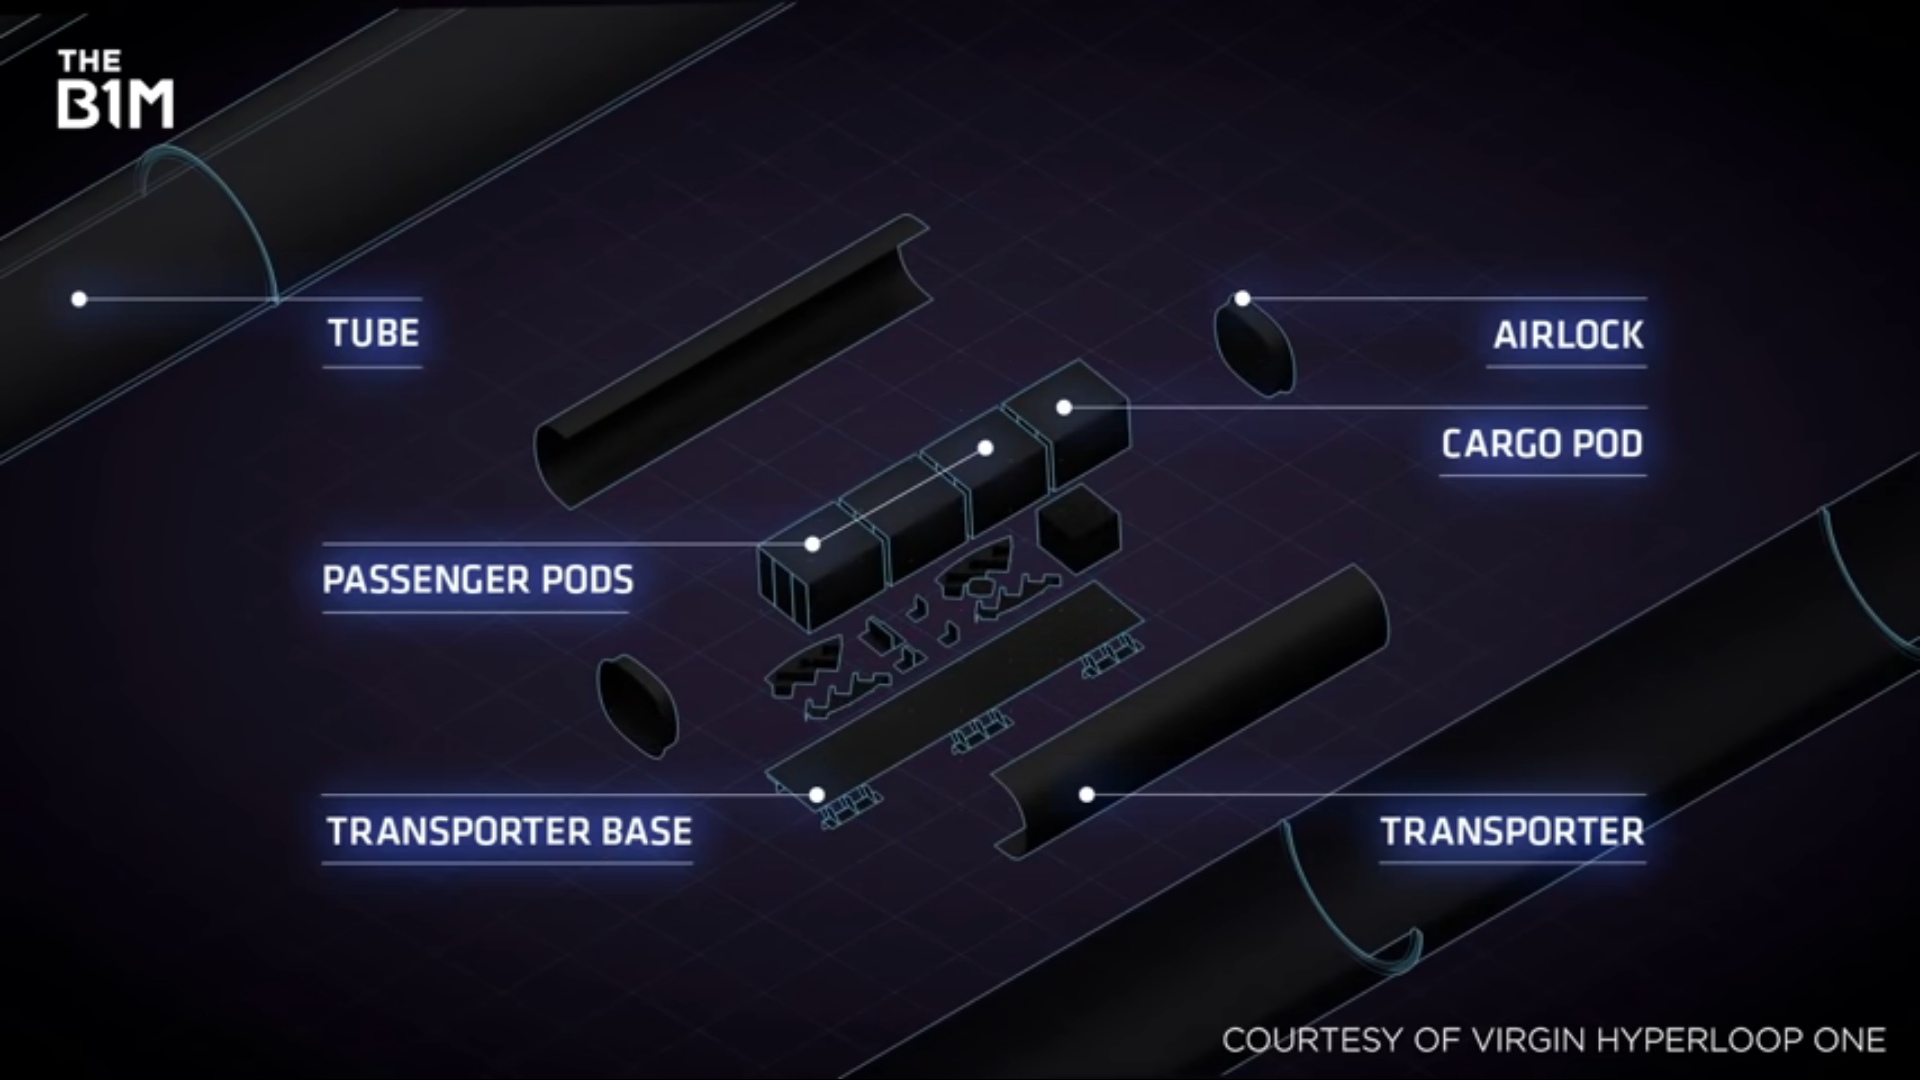 THE
B1M
TUBE
AIRLOCK
CARGO POD
PASSENGER PODS
TRANSPORTER BASE
TRANSPORTER
COURTESY OF VIRGIN HYPERLOOP ONE